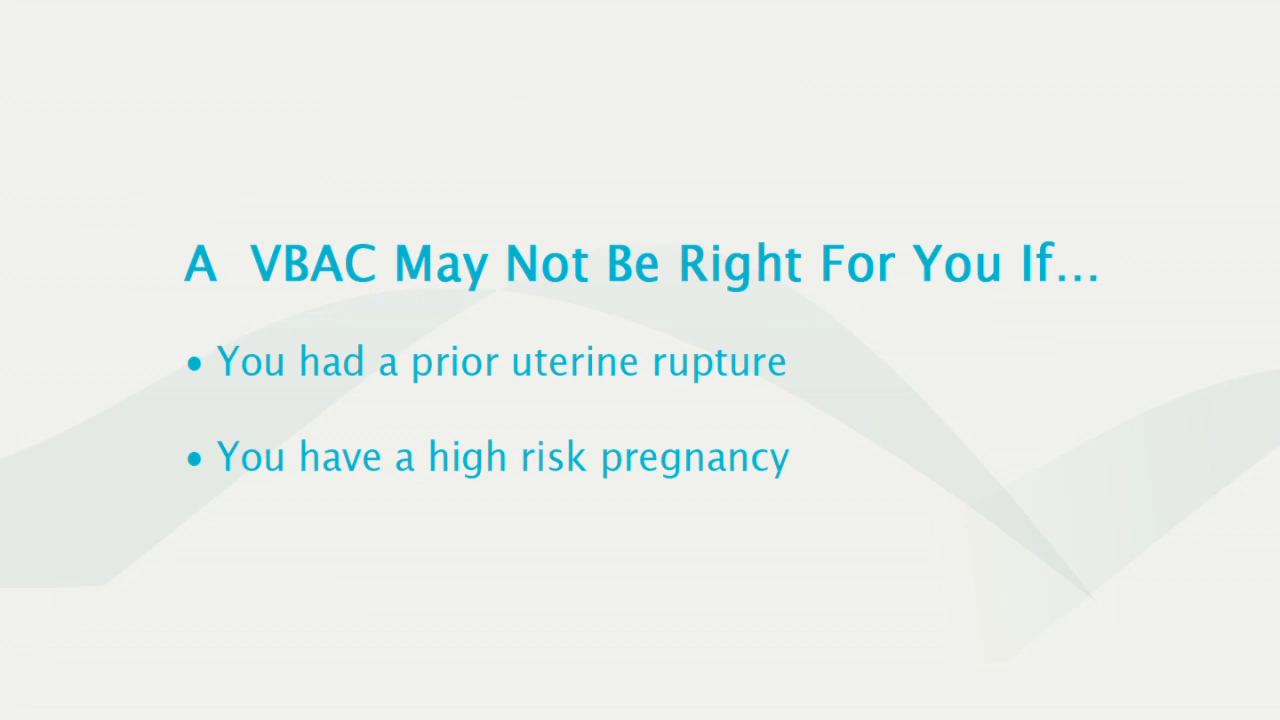 A  VBAC May Not Be Right For You If...
• You had a prior uterine rupture
• You have a high risk pregnancy